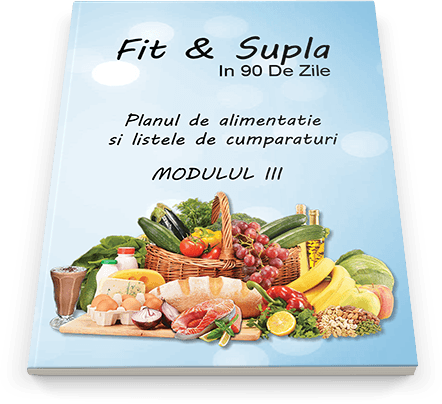 Fit & Supla
In 90 De Zile
Planul de alimentatie
si listele de cumparaturi
MODULUL III